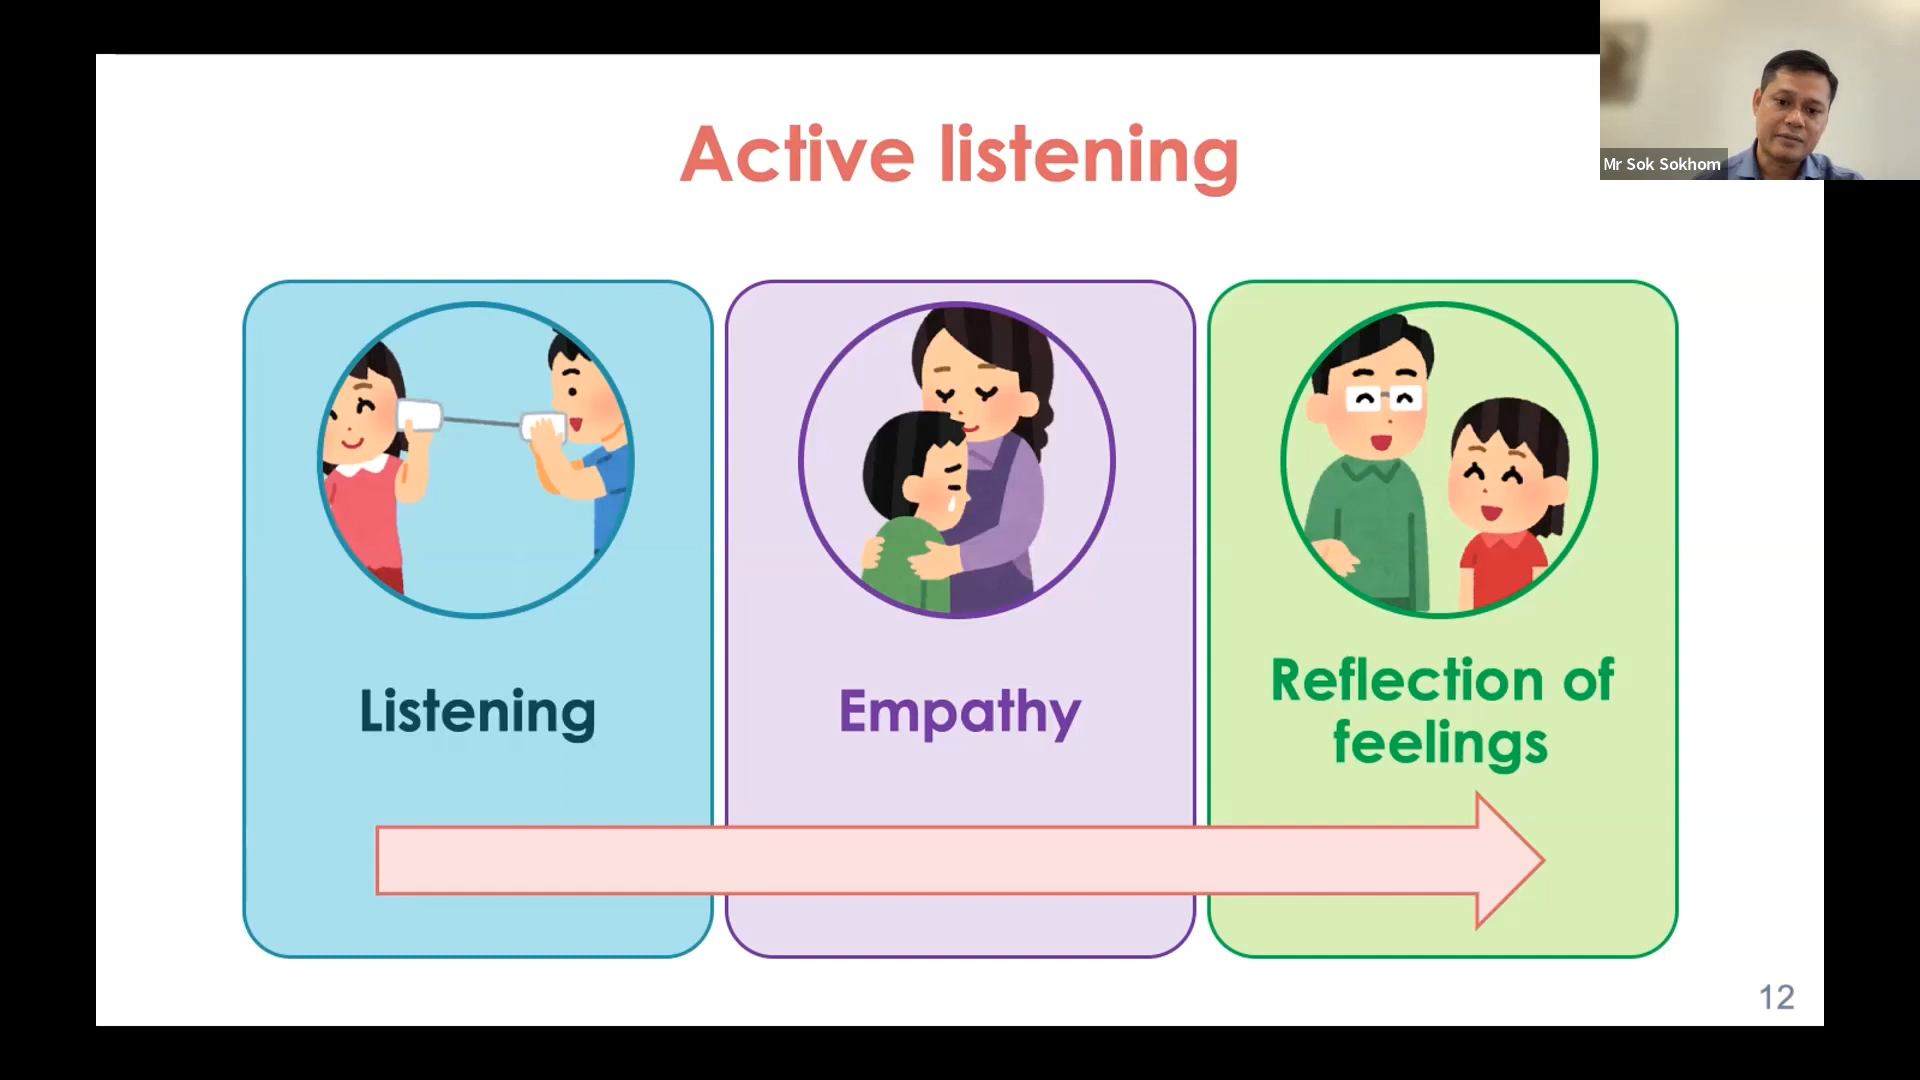 Active listening
Mr Sok Sokhom
Listening
Empathy
Reflection of
feelings
12